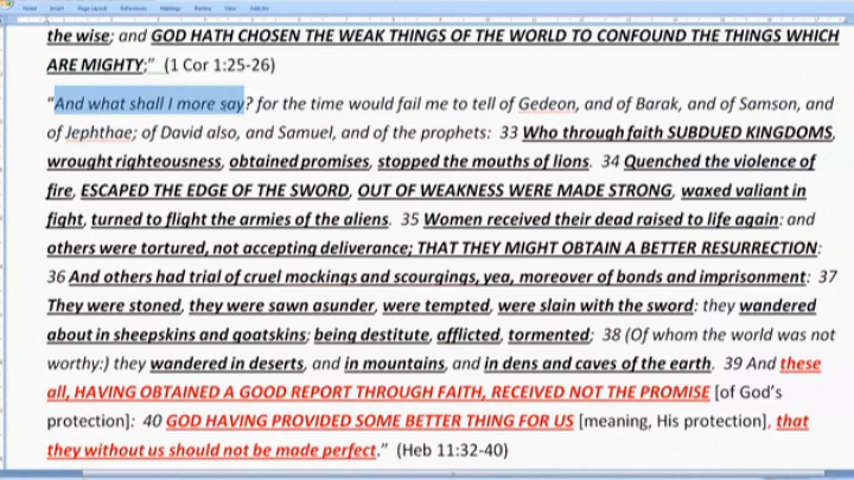 Home Insert Page Layout References Mailings Review View Add-Ins
the wise; and GOD HATH CHOSEN THE WEAK THINGS OF THE WORLD TO CONFOUND THE THINGS WHICH
ARE MIGHTY;" (1 Cor 1:25-26)
"And what shall I more say? for the time would fail me to tell of Gedeon, and of Barak, and of Samson, and
of Jephthae; of David also, and Samuel, and of the prophets: 33 Who through faith SUBDUED KINGDOMS,
wrought righteousness, obtained promises, stopped the mouths of lions. 34 Quenched the violence of
fire, ESCAPED THE EDGE OF THE SWORD, OUT OF WEAKNESS WERE MADE STRONG, waxed valiant in
fight, turned to flight the armies of the aliens. 35 Women received their dead raised to life again: and
others were tortured, not accepting deliverance; THAT THEY MIGHT OBTAIN A BETTER RESURRECTION:
36 And others had trial of cruel mockings and scourgings, yea, moreover of bonds and imprisonment: 37
They were stoned, they were sawn asunder, were tempted, were slain with the sword: they wandered
about in sheepskins and goatskins; being destitute, afflicted, tormented; 38 (Of whom the world was not
worthy:) they wandered in deserts, and in mountains, and in dens and caves of the earth. 39 And these
all, HAVING OBTAINED A GOOD REPORT THROUGH FAITH, RECEIVED NOT THE PROMISE [of God's
protection]: 40 GOD HAVING PROVIDED SOME BETTER THING FOR US [meaning, His protection], that
they without us should not be made perfect." (Heb 11:32-40)